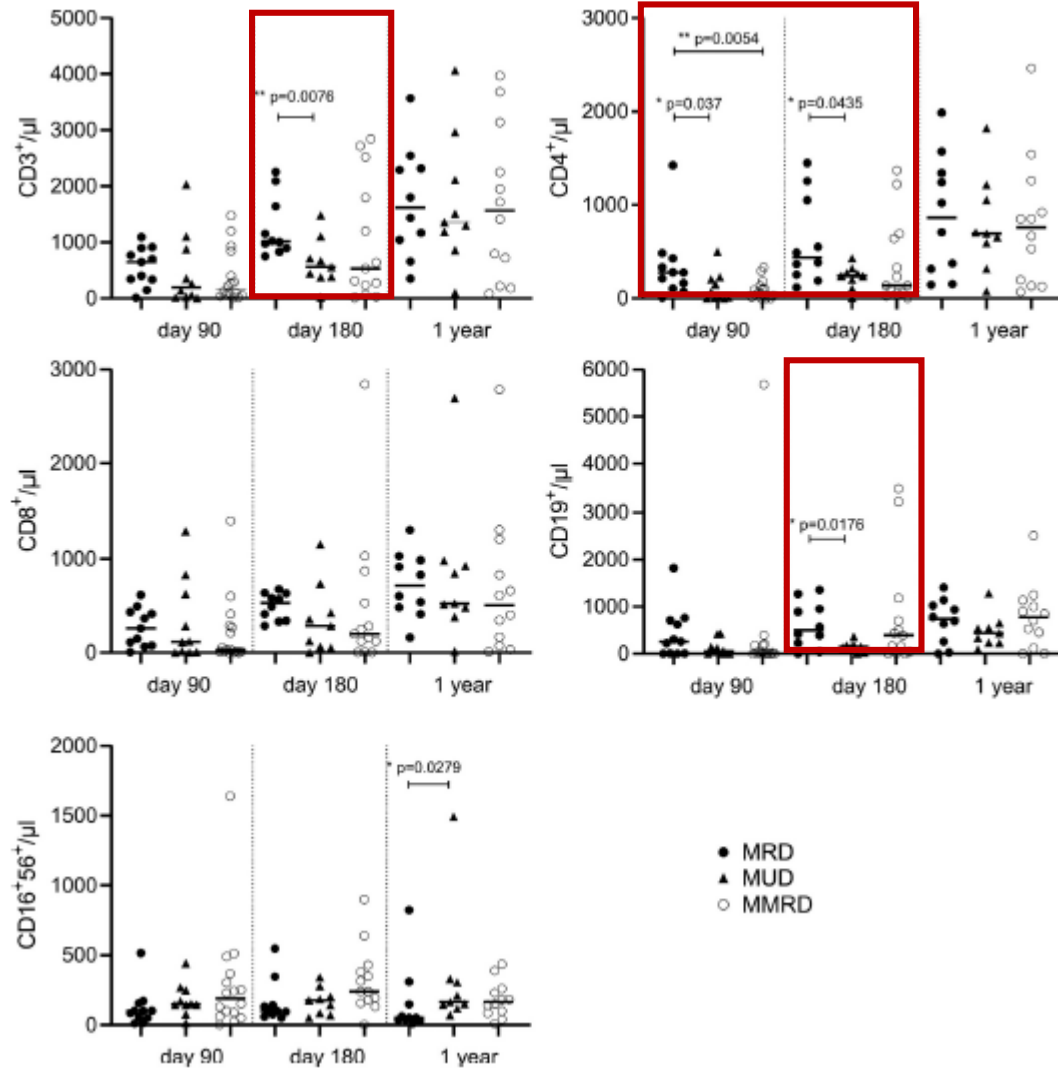 CD3⁺/µl
5000
4000
3000
2000
1000
0
** p=0.0076
day 90 day 180 1 year
CD4⁺/µl
3000
2000
1000
0
** p=0.0054
* p=0.037
* p=0.0435
day 90 day 180 1 year
CD8⁺/µl
3000
2000
1000
0
day 90 day 180 1 year
CD19⁺/µl
6000
5000
4000
3000
2000
1000
0
* p=0.0176
day 90 day 180 1 year
CD16⁺56⁺/µl
2000
1500
1000
500
0
* p=0.0279
day 90 day 180 1 year
MRD
MUD
MMRD